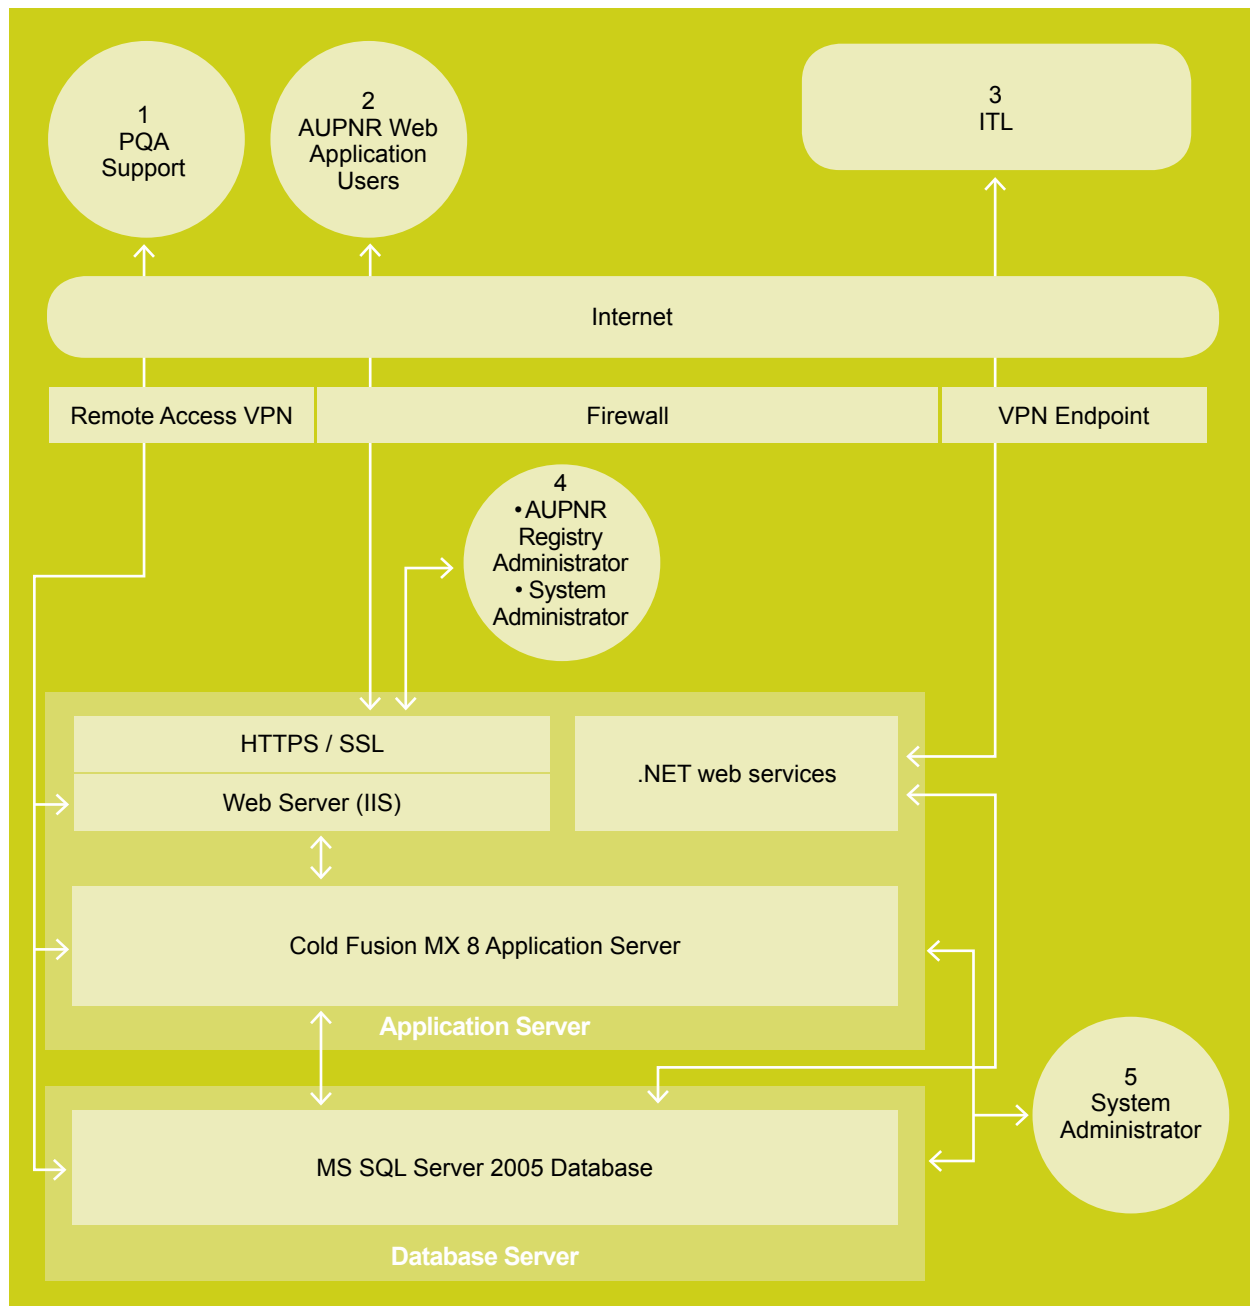 1
PQA
Support
2
AUPNR Web
Application
Users
3
ITL
Internet
Remote Access VPN
Firewall
VPN Endpoint
4
• AUPNR
Registry
Administrator
• System
Administrator
HTTPS / SSL
Web Server (IIS)
.NET web services
Cold Fusion MX 8 Application Server
Application Server
5
System
Administrator
MS SQL Server 2005 Database
Database Server